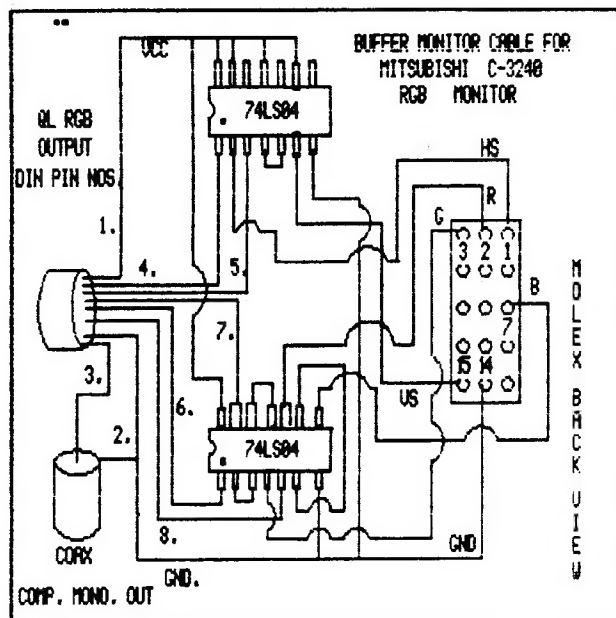 VCC
BUFFER MONITOR CABLE FOR
MITSUBISHI C-3240
RGB MONITOR
74LS04
QL RGB
OUTPUT
DIN PIN NOS.
HS
R
G
1.
3 2 1
4.
5.
B
7
7.
3.
15 14
6.
VS
2.
74LS04
8.
GND
COAX
GND.
COMP. MONO. OUT
MOLEX BACK VIEW